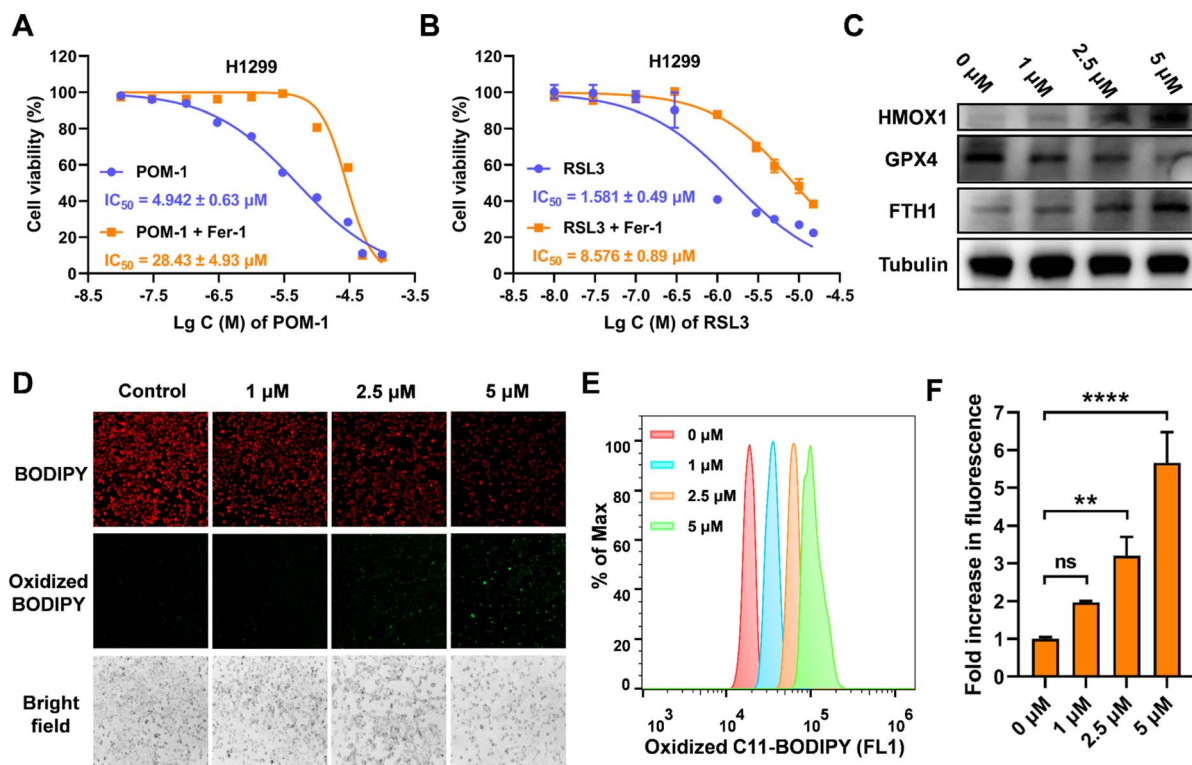 A
H1299
Cell viability (%)
120
100
80
60
40
20
0
POM-1
IC50 = 4.942 ± 0.63 μM
POM-1 + Fer-1
IC50 = 28.43 ± 4.93 μM
-8.5 -7.5 -6.5 -5.5 -4.5 -3.5
Lg C (M) of POM-1
B
H1299
Cell viability (%)
120
100
80
60
40
20
0
RSL3
IC50 = 1.581 ± 0.49 μM
RSL3 + Fer-1
IC50 = 8.576 ± 0.89 μM
-8.5 -8.0 -7.5 -7.0 -6.5 -6.0 -5.5 -5.0 -4.5
Lg C (M) of RSL3
C
0 μM 1 μM 2.5 μM 5 μM
HMOX1
GPX4
FTH1
Tubulin
D
Control 1 μM 2.5 μM 5 μM
BODIPY
Oxidized
BODIPY
Bright
field
E
% of Max
100
80
60
40
20
0
0 μM
1 μM
2.5 μM
5 μM
10^3 10^4 10^5 10^6
Oxidized C11-BODIPY (FL1)
F
Fold increase in fluorescence
7
6
5
4
3
2
1
0
****
**
ns
0 μM 1 μM 2.5 μM 5 μM